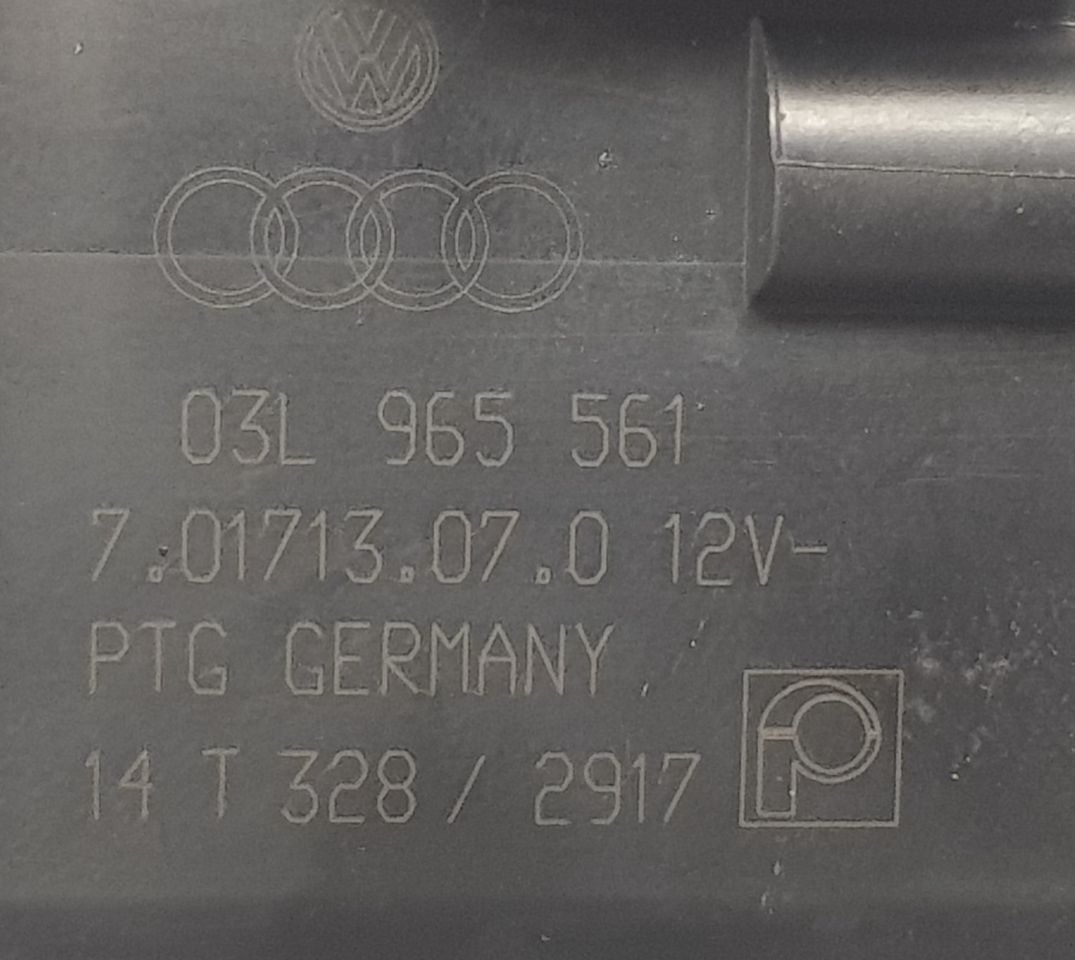 03L 965 561
7.01713.07.0 12V-
PTG GERMANY
14 T 328 / 2917